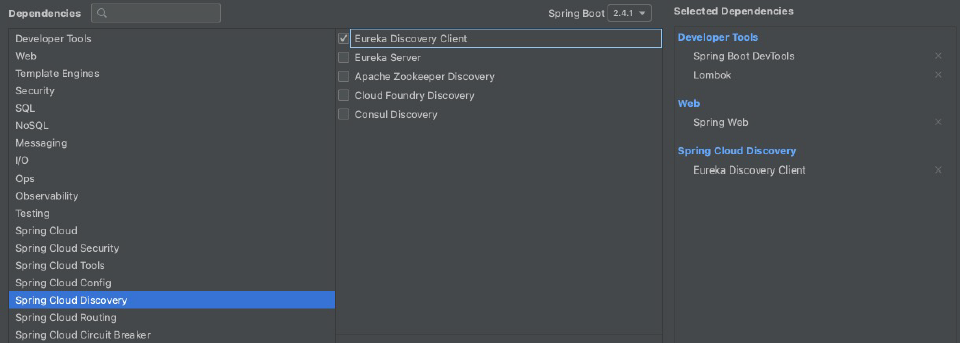 Dependencies
Spring Boot 2.4.1
Selected Dependencies
Developer Tools
Web
Template Engines
Security
SQL
NoSQL
Messaging
I/O
Ops
Observability
Testing
Spring Cloud
Spring Cloud Security
Spring Cloud Tools
Spring Cloud Config
Spring Cloud Discovery
Spring Cloud Routing
Spring Cloud Circuit Breaker
Eureka Discovery Client
Eureka Server
Apache Zookeeper Discovery
Cloud Foundry Discovery
Consul Discovery
Developer Tools
Spring Boot DevTools
Lombok
Web
Spring Web
Spring Cloud Discovery
Eureka Discovery Client